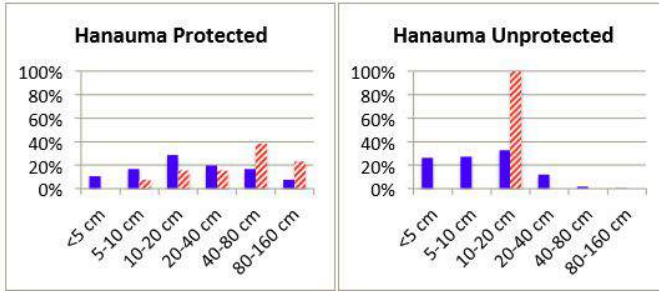 Hanauma Protected
100%
80%
60%
40%
20%
0%
<5 cm
5-10 cm
10-20 cm
20-40 cm
40-80 cm
80-160 cm
Hanauma Unprotected
100%
80%
60%
40%
20%
0%
<5 cm
5-10 cm
10-20 cm
20-40 cm
40-80 cm
80-160 cm